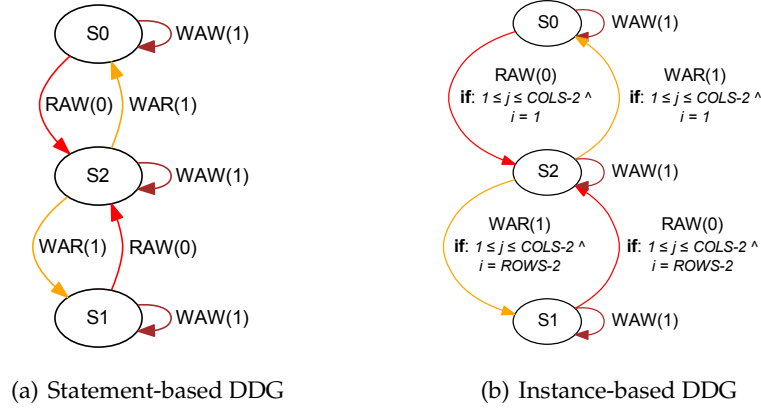 S0
WAW(1)
RAW(0)
WAR(1)
S2
WAW(1)
WAR(1)
RAW(0)
S1
WAW(1)
(a) Statement-based DDG
S0
WAW(1)
RAW(0)
if: 1 ≤ j ≤ COLS-2 ^
i = 1
WAR(1)
if: 1 ≤ j ≤ COLS-2 ^
i = 1
S2
WAW(1)
WAR(1)
if: 1 ≤ j ≤ COLS-2 ^
i = ROWS-2
RAW(0)
if: 1 ≤ j ≤ COLS-2 ^
i = ROWS-2
S1
WAW(1)
(b) Instance-based DDG